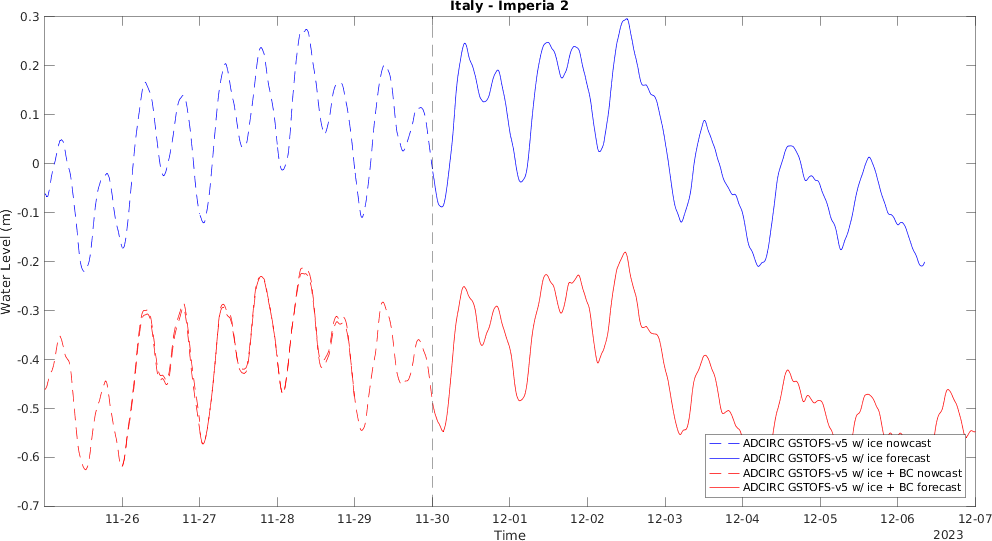 Italy - Imperia 2
0.3
0.2
0.1
0
-0.1
-0.2
-0.3
-0.4
-0.5
-0.6
-0.7
Water Level (m)
ADCIRC GSTOFS-v5 w/ ice nowcast
ADCIRC GSTOFS-v5 w/ ice forecast
ADCIRC GSTOFS-v5 w/ ice + BC nowcast
ADCIRC GSTOFS-v5 w/ ice + BC forecast
11-26 11-27 11-28 11-29 11-30 12-01 12-02 12-03 12-04 12-05 12-06 12-07
Time
2023